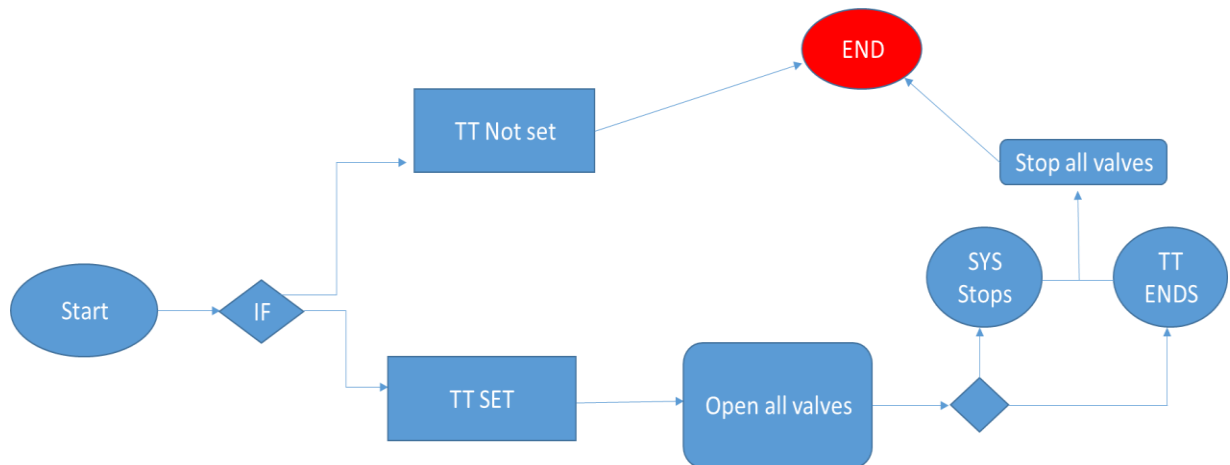 END
TT Not set
Stop all valves
SYS
Stops
TT
ENDS
Start
IF
TT SET
Open all valves